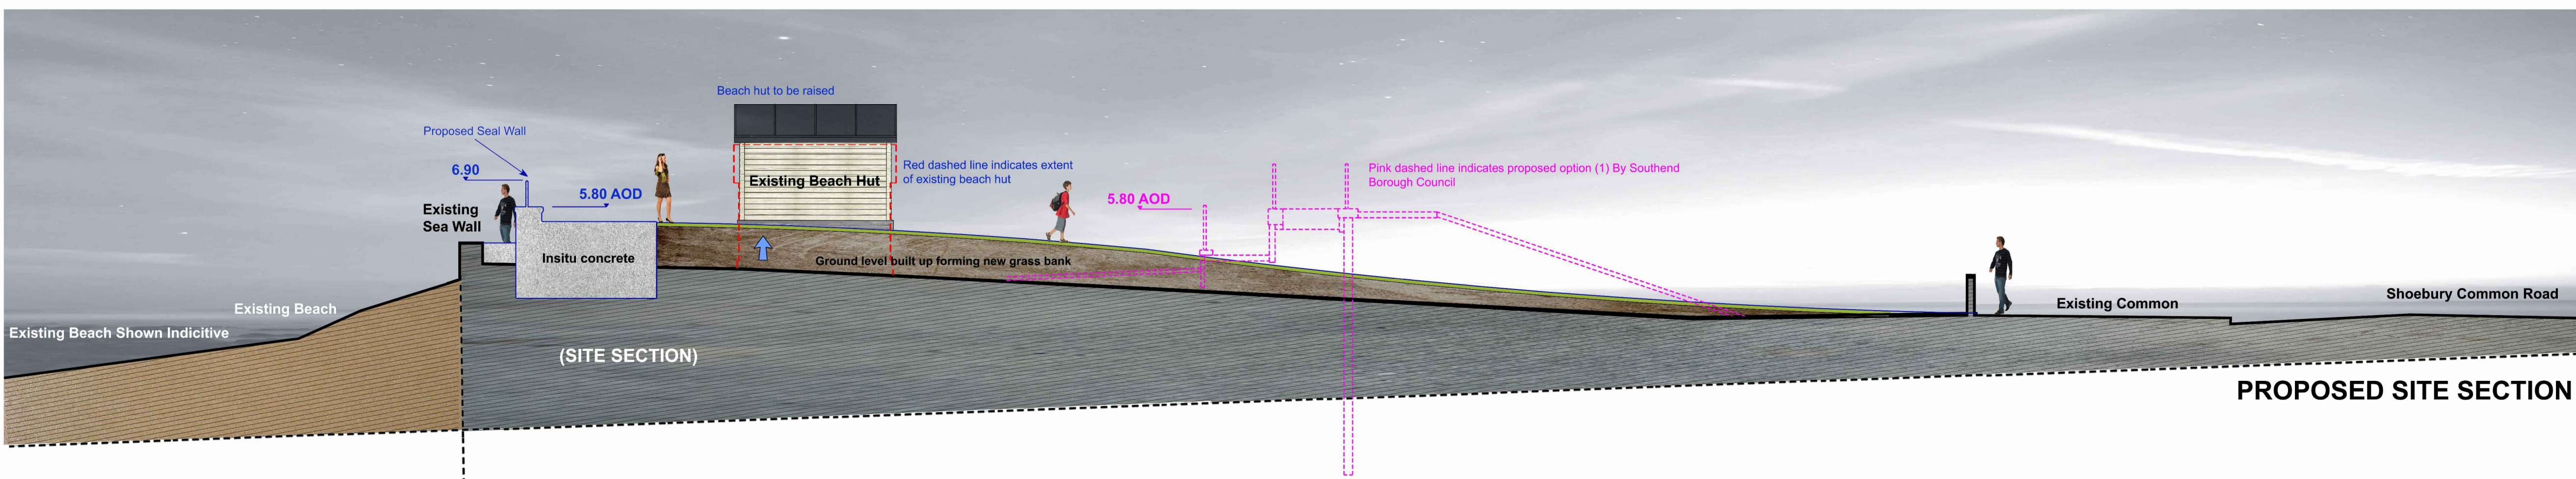 Beach hut to be raised
Proposed Seal Wall
6.90
5.80 AOD
Existing
Sea Wall
Existing Beach Hut
Red dashed line indicates extent
of existing beach hut
5.80 AOD
Pink dashed line indicates proposed option (1) By Southend
Borough Council
Insitu concrete
Ground level built up forming new grass bank
Existing Beach
Existing Beach Shown Indicitive
(SITE SECTION)
Existing Common
Shoebury Common Road
PROPOSED SITE SECTION